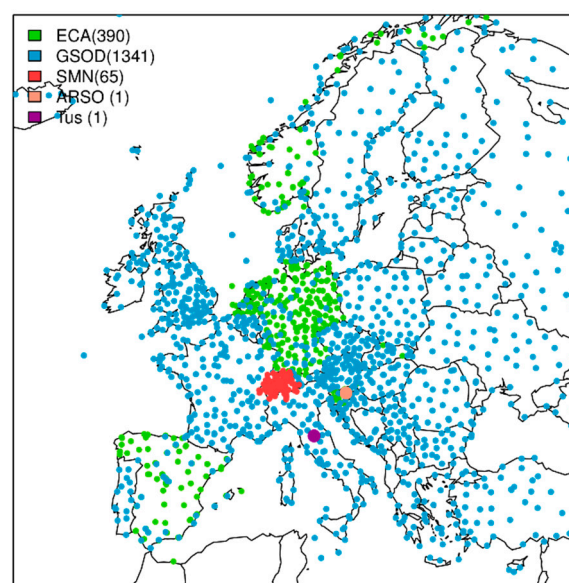 ECA(390)
GSOD(1341)
SMN(65)
ARSO (1)
Tus (1)